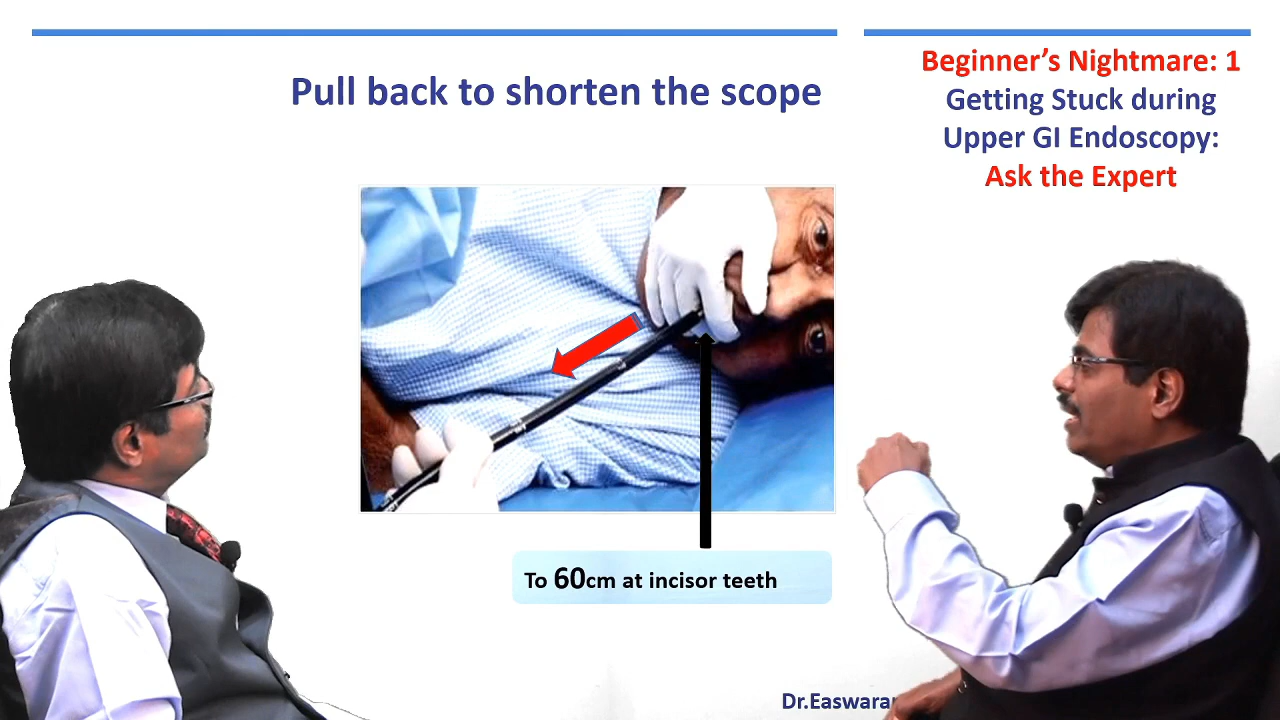 Pull back to shorten the scope
Beginner’s Nightmare: 1
Getting Stuck during
Upper GI Endoscopy:
Ask the Expert
To 60cm at incisor teeth